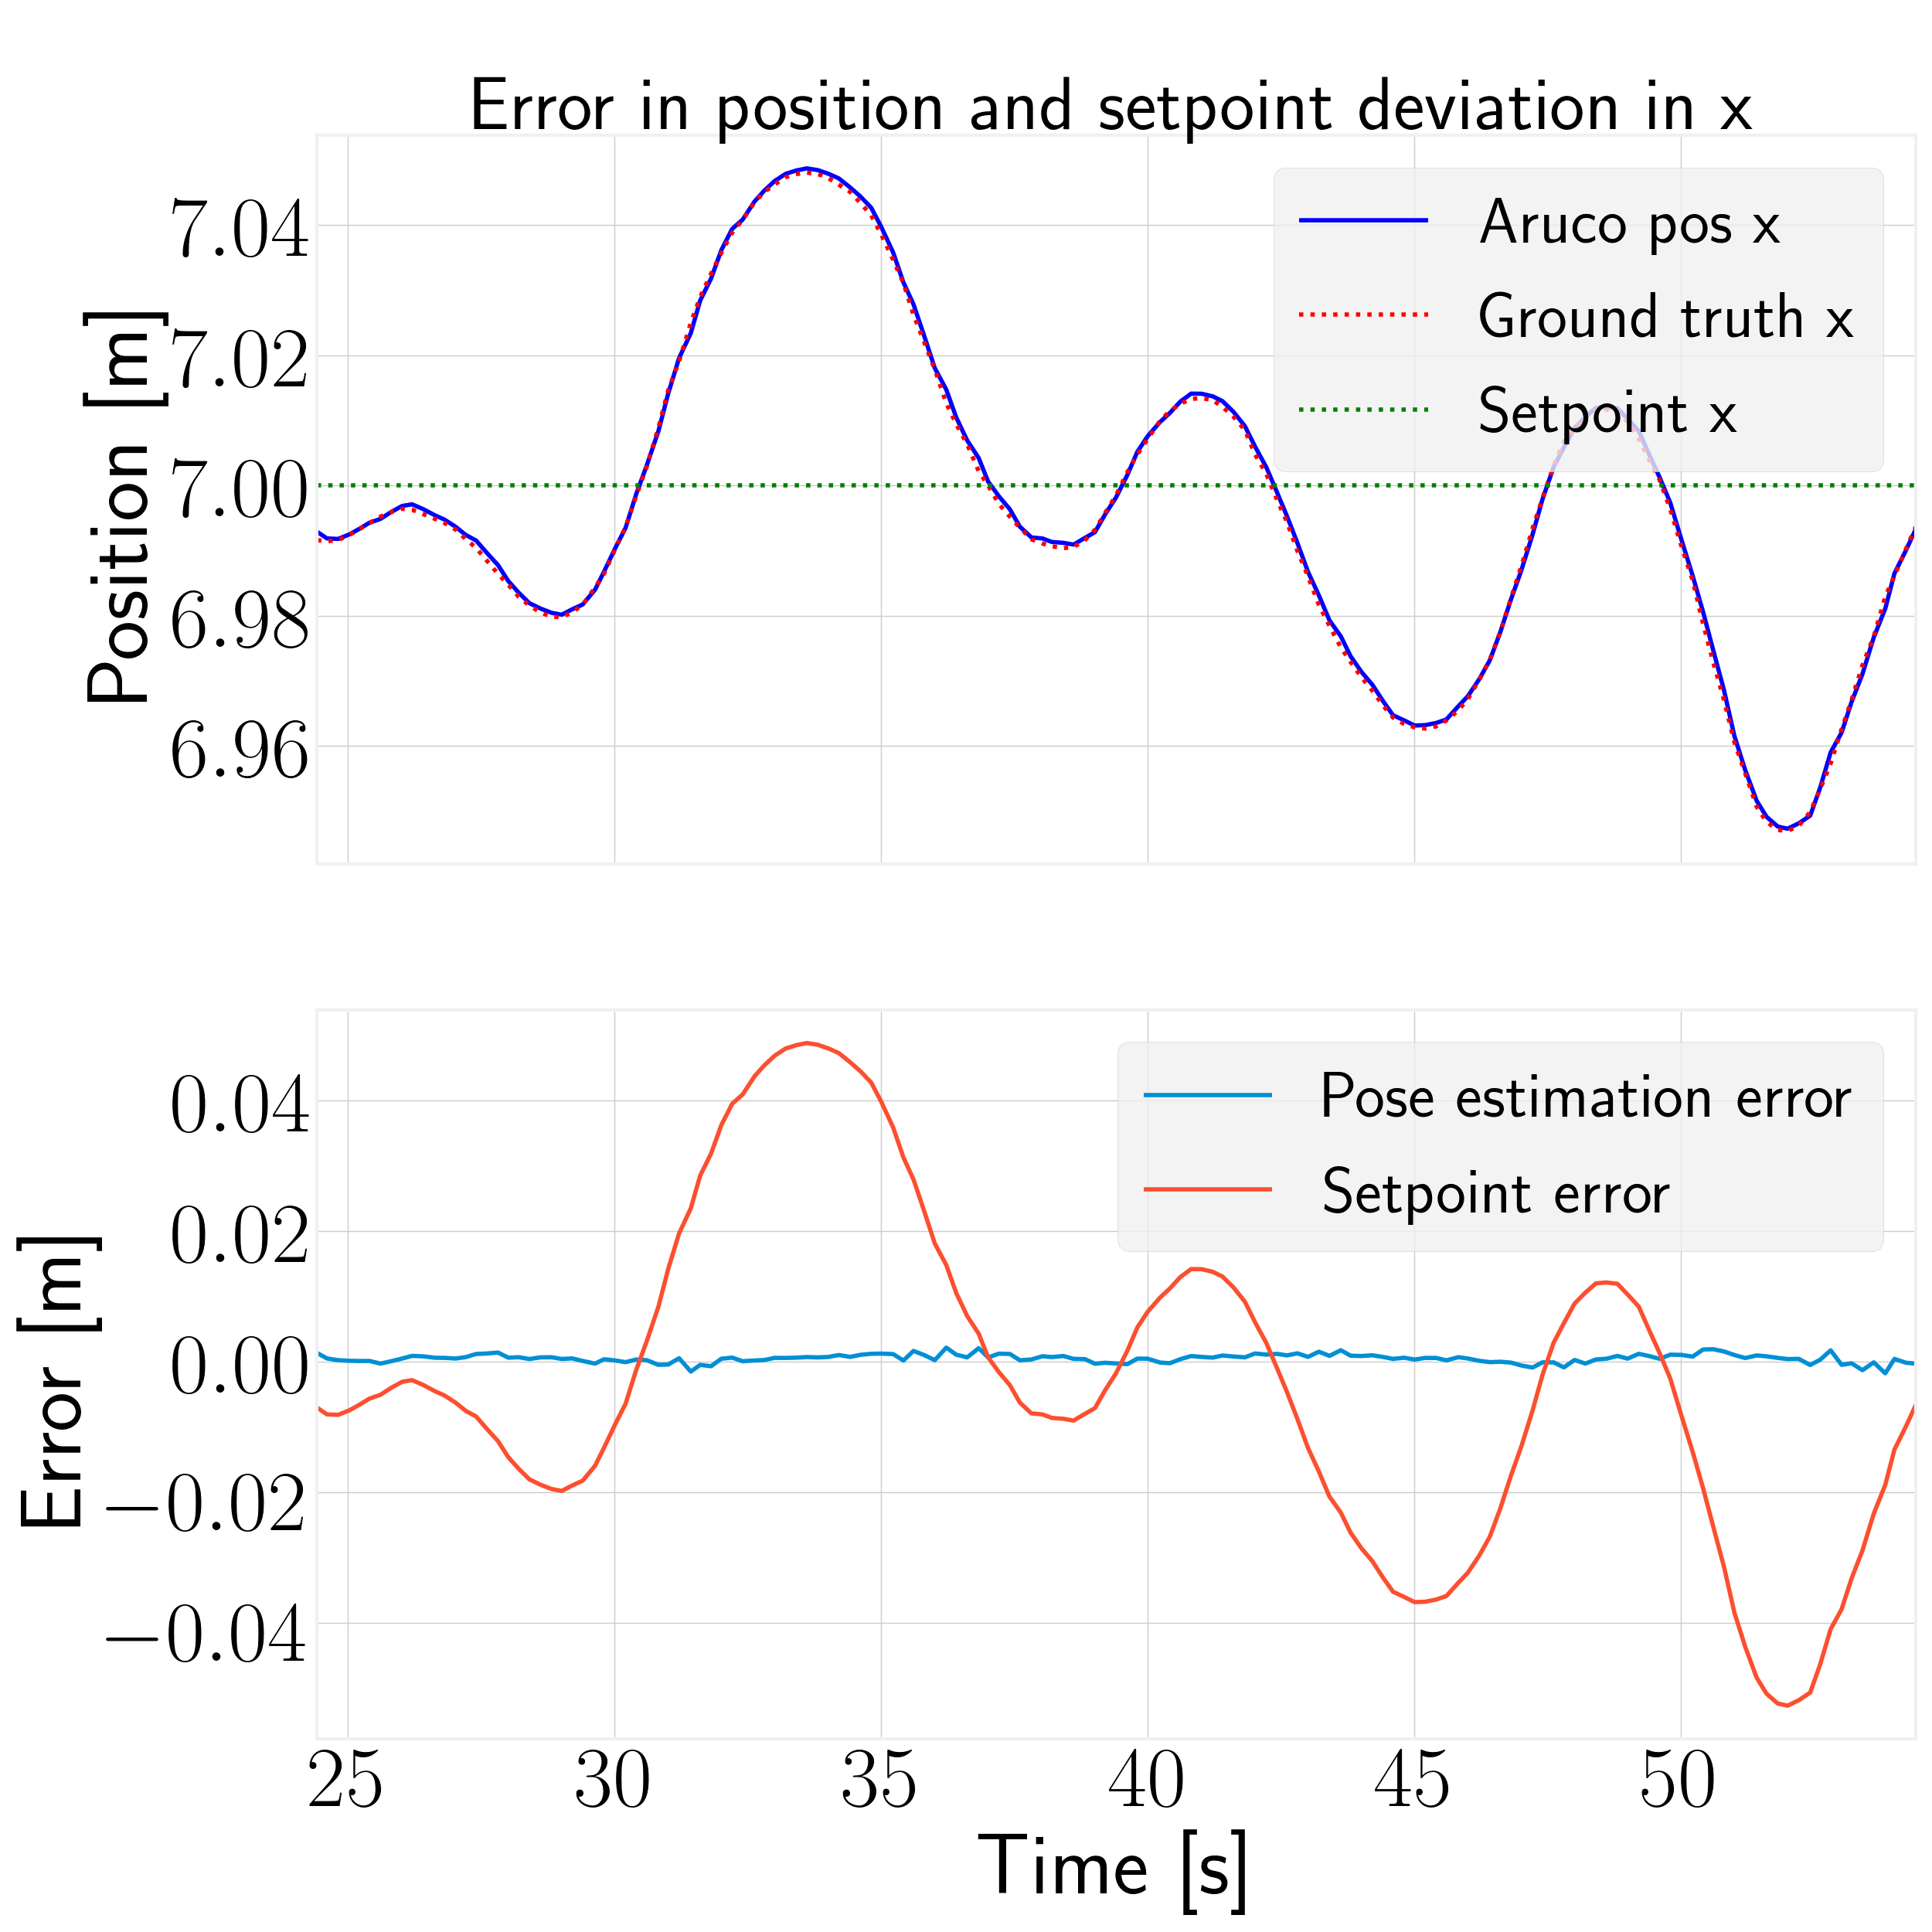 Error in position and setpoint deviation in x
Position [m]
7.04
7.02
7.00
6.98
6.96
Aruco pos x
Ground truth x
Setpoint x
Error [m]
0.04
0.02
0.00
−0.02
−0.04
Pose estimation error
Setpoint error
25 30 35 40 45 50
Time [s]